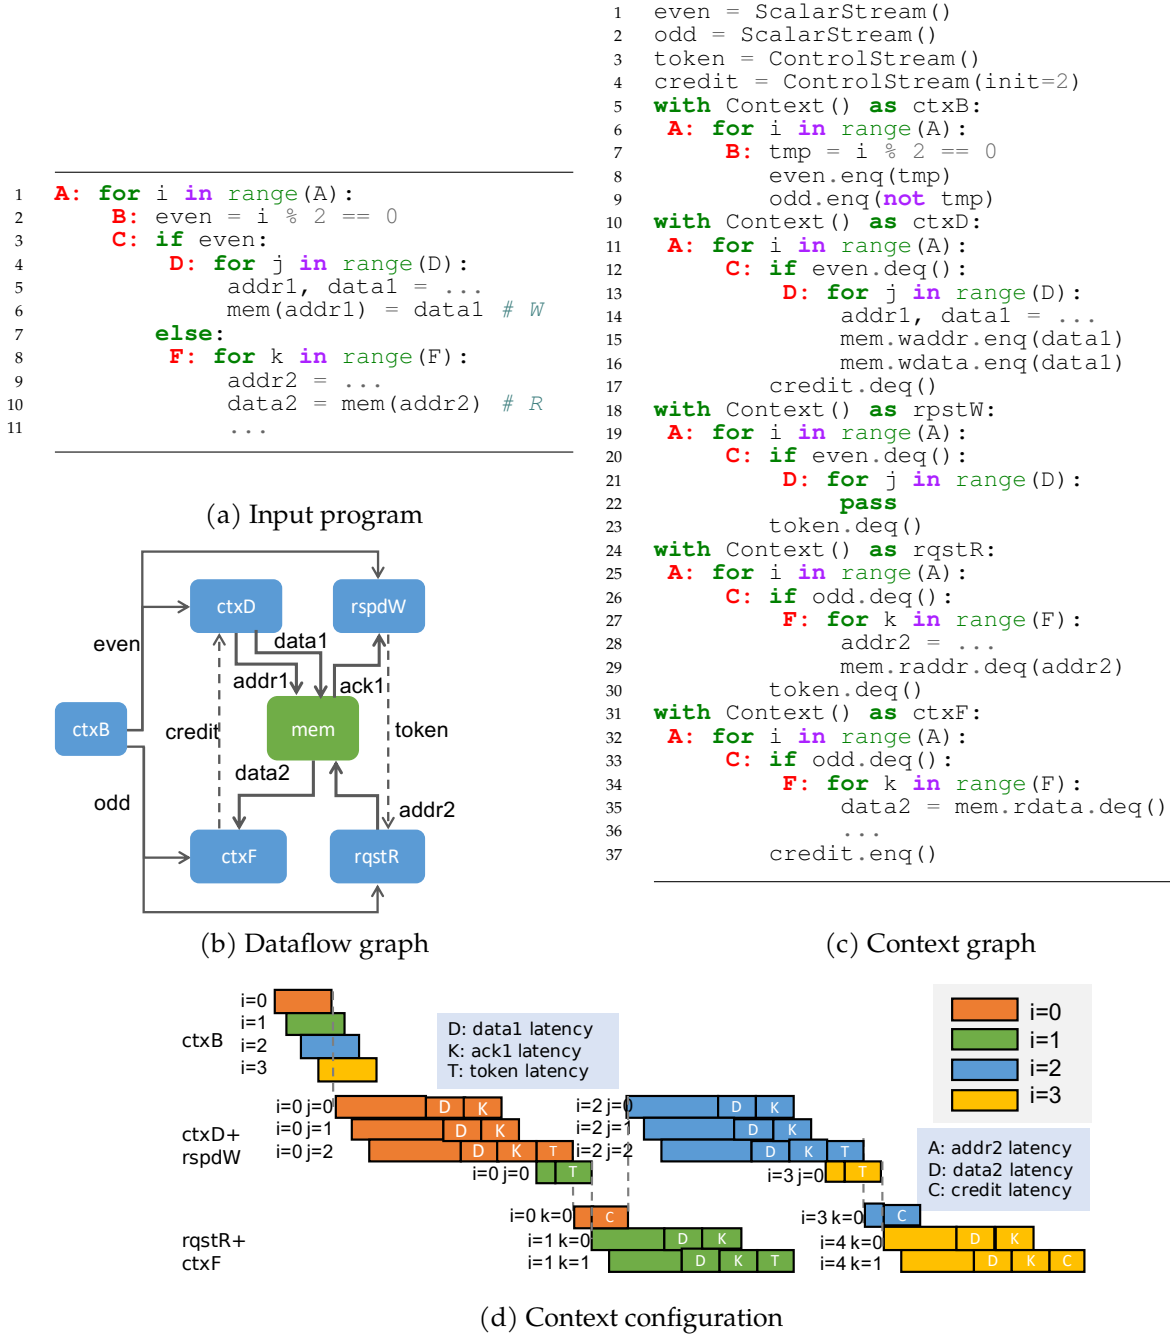 1 A: for i in range(A):
2 B: even = i % 2 == 0
3 C: if even:
4 D: for j in range(D):
5 addr1, data1 = ...
6 mem(addr1) = data1 # W
7 else:
8 F: for k in range(F):
9 addr2 = ...
10 data2 = mem(addr2) # R
11 ...
(a) Input program
ctxD
rspdW
even
data1
addr1
ack1
ctxB
credit
mem
token
data2
odd
addr2
ctxF
rqstR
(b) Dataflow graph
1 even = ScalarStream()
2 odd = ScalarStream()
3 token = ControlStream()
4 credit = ControlStream(init=2)
5 with Context() as ctxB:
6 A: for i in range(A):
7 B: tmp = i % 2 == 0
8 even.enq(tmp)
9 odd.enq(not tmp)
10 with Context() as ctxD:
11 A: for i in range(A):
12 C: if even.deq():
13 D: for j in range(D):
14 addr1, data1 = ...
15 mem.waddr.enq(data1)
16 mem.wdata.enq(data1)
17 credit.deq()
18 with Context() as rpstW:
19 A: for i in range(A):
20 C: if even.deq():
21 D: for j in range(D):
22 pass
23 token.deq()
24 with Context() as rqstR:
25 A: for i in range(A):
26 C: if odd.deq():
27 F: for k in range(F):
28 addr2 = ...
29 mem.raddr.deq(addr2)
30 token.deq()
31 with Context() as ctxF:
32 A: for i in range(A):
33 C: if odd.deq():
34 F: for k in range(F):
35 data2 = mem.rdata.deq()
36 ...
37 credit.enq()
(c) Context graph
ctxB
i=0
i=1
i=2
i=3
D: data1 latency
K: ack1 latency
T: token latency
i=0
i=1
i=2
i=3
A: addr2 latency
D: data2 latency
C: credit latency
ctxD+
rspdW
i=0 j=0 D K
i=0 j=1 D K
i=0 j=2 D K T
i=0 j=0 T
i=2 j=0 D K
i=2 j=1 D K
i=2 j=2 D K T
i=3 j=0 T
rqstR+
ctxF
i=0 k=0 C
i=1 k=0 D K
i=1 k=1 D K T
i=3 k=0 C
i=4 k=0 D K
i=4 k=1 D K C
(d) Context configuration